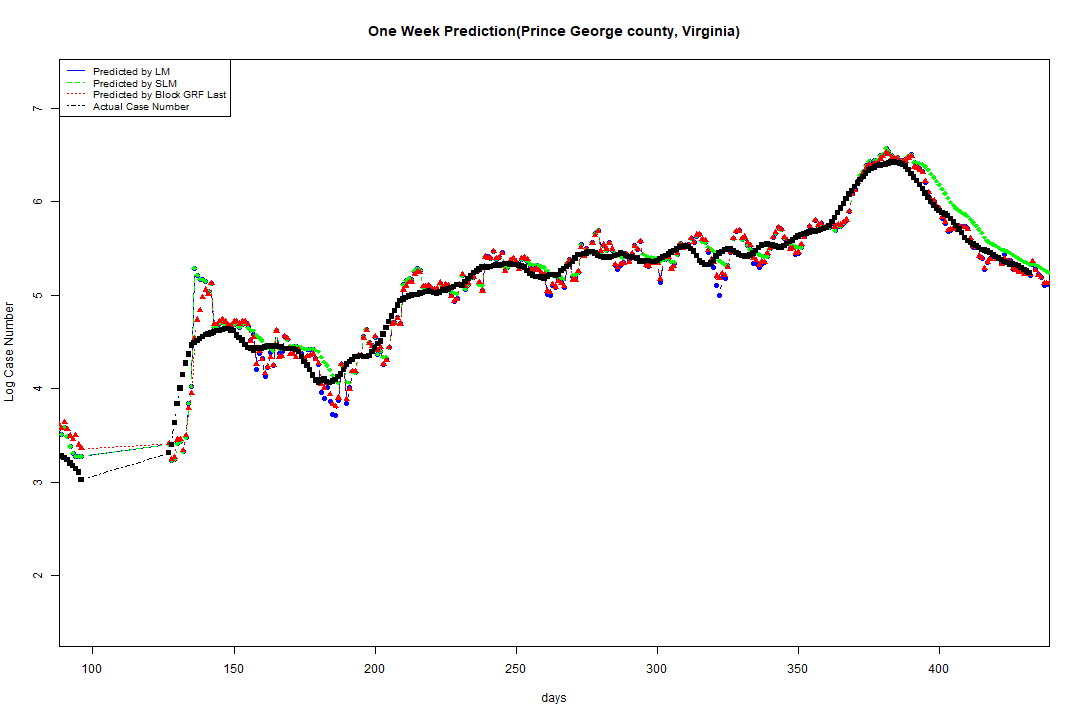 One Week Prediction(Prince George county, Virginia)
Predicted by LM
Predicted by SLM
Predicted by Block GRF Last
Actual Case Number
7
6
5
4
3
2
Log Case Number
100 150 200 250 300 350 400
days